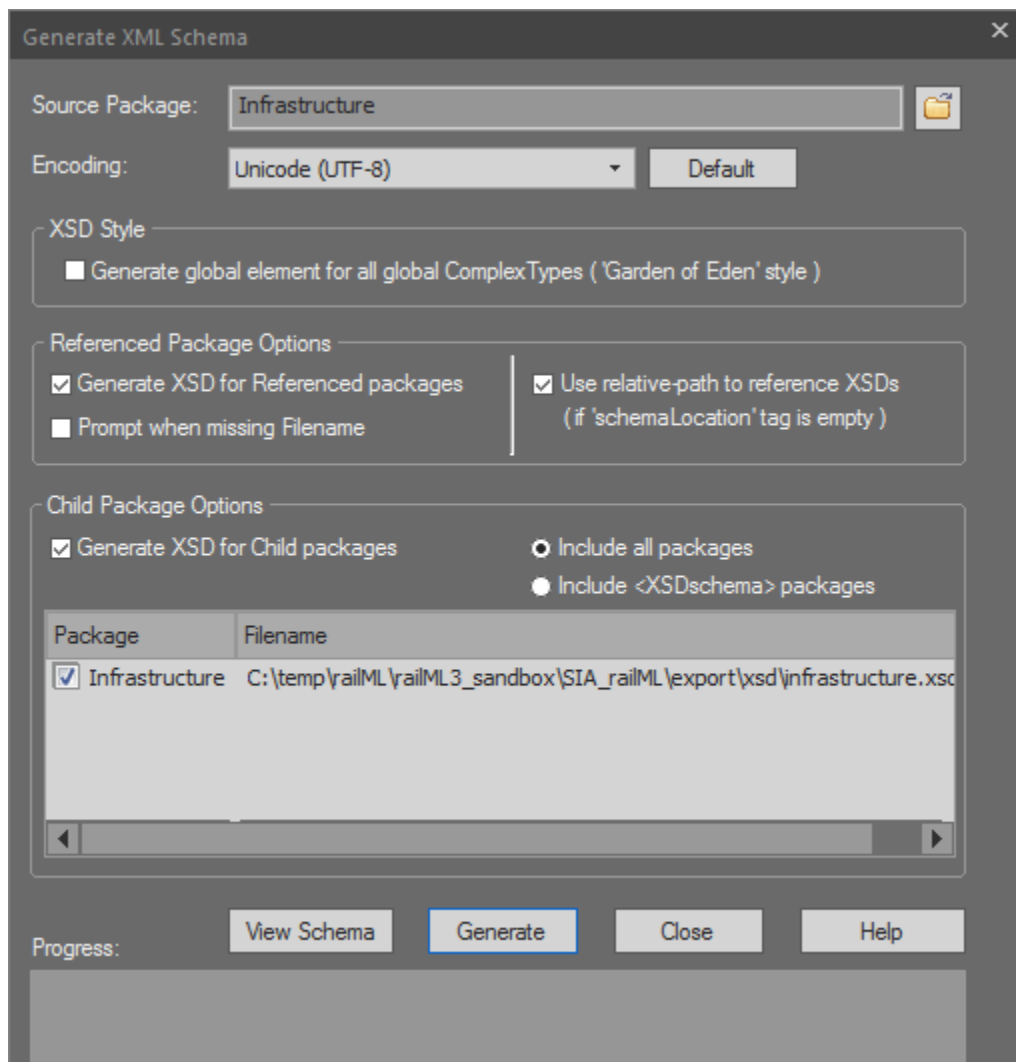 Generate XML Schema
Source Package: Infrastructure
Encoding: Unicode (UTF-8) Default
XSD Style
Generate global element for all global ComplexTypes ( 'Garden of Eden' style )
Referenced Package Options
Generate XSD for Referenced packages
Prompt when missing Filename
Use relative-path to reference XSDs
( if 'schemaLocation' tag is empty )
Child Package Options
Generate XSD for Child packages
Include all packages
Include <XSDschema> packages
Package Filename
Infrastructure C:\temp\railML\railML3_sandbox\SIA_railML\export\xsd\infrastructure.xsd
View Schema Generate Close Help
Progress: